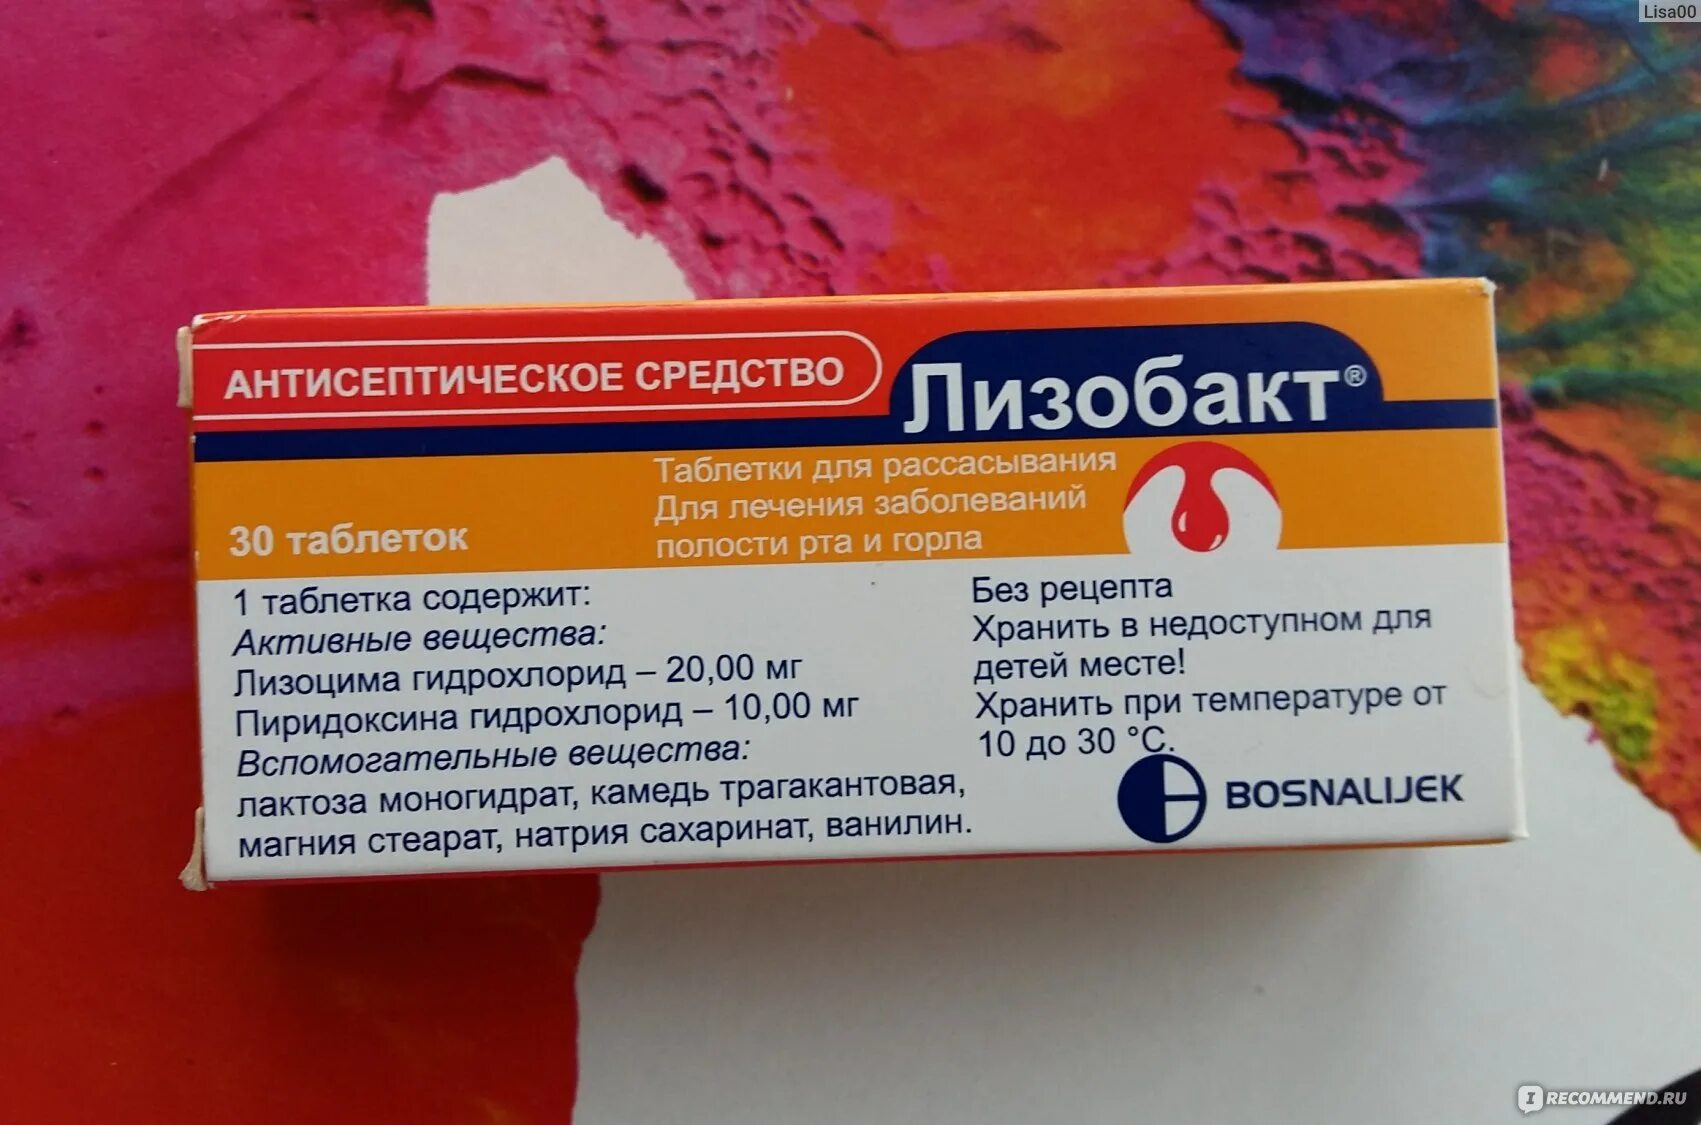 Lisa00
АНТИСЕПТИЧЕСКОЕ СРЕДСТВО
Лизобакт®
Таблетки для рассасывания
Для лечения заболеваний
полости рта и горла
30 таблеток
1 таблетка содержит:
Активные вещества:
Лизоцима гидрохлорид – 20,00 мг
Пиридоксина гидрохлорид – 10,00 мг
Вспомогательные вещества:
лактоза моногидрат, камедь трагакантовая,
магния стеарат, натрия сахаринат, ванилин.
Без рецепта
Хранить в недоступном для
детей месте!
Хранить при температуре от
10 до 30 °С.
BOSNALIJEK
I RECOMMEND.RU